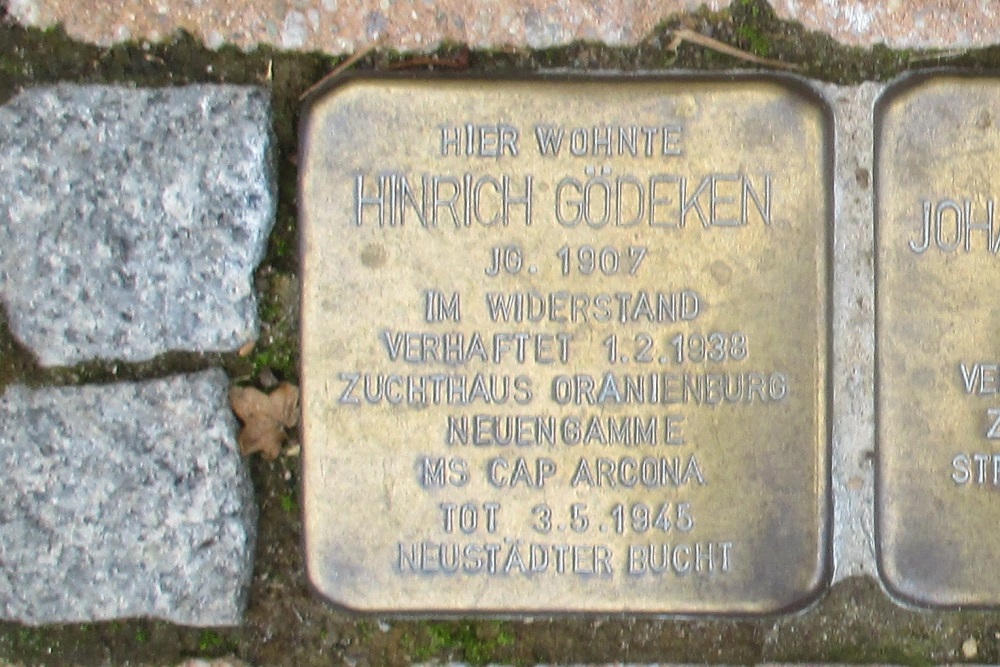 HIER WOHNTE
HINRICH GÖDEKEN
JG. 1907
IM WIDERSTAND
VERHAFTET 1.2.1938
ZUCHTHAUS ORANIENBURG
NEUENGAMME
MS CAP ARCONA
TOT 3.5.1945
NEUSTÄDTER BUCHT